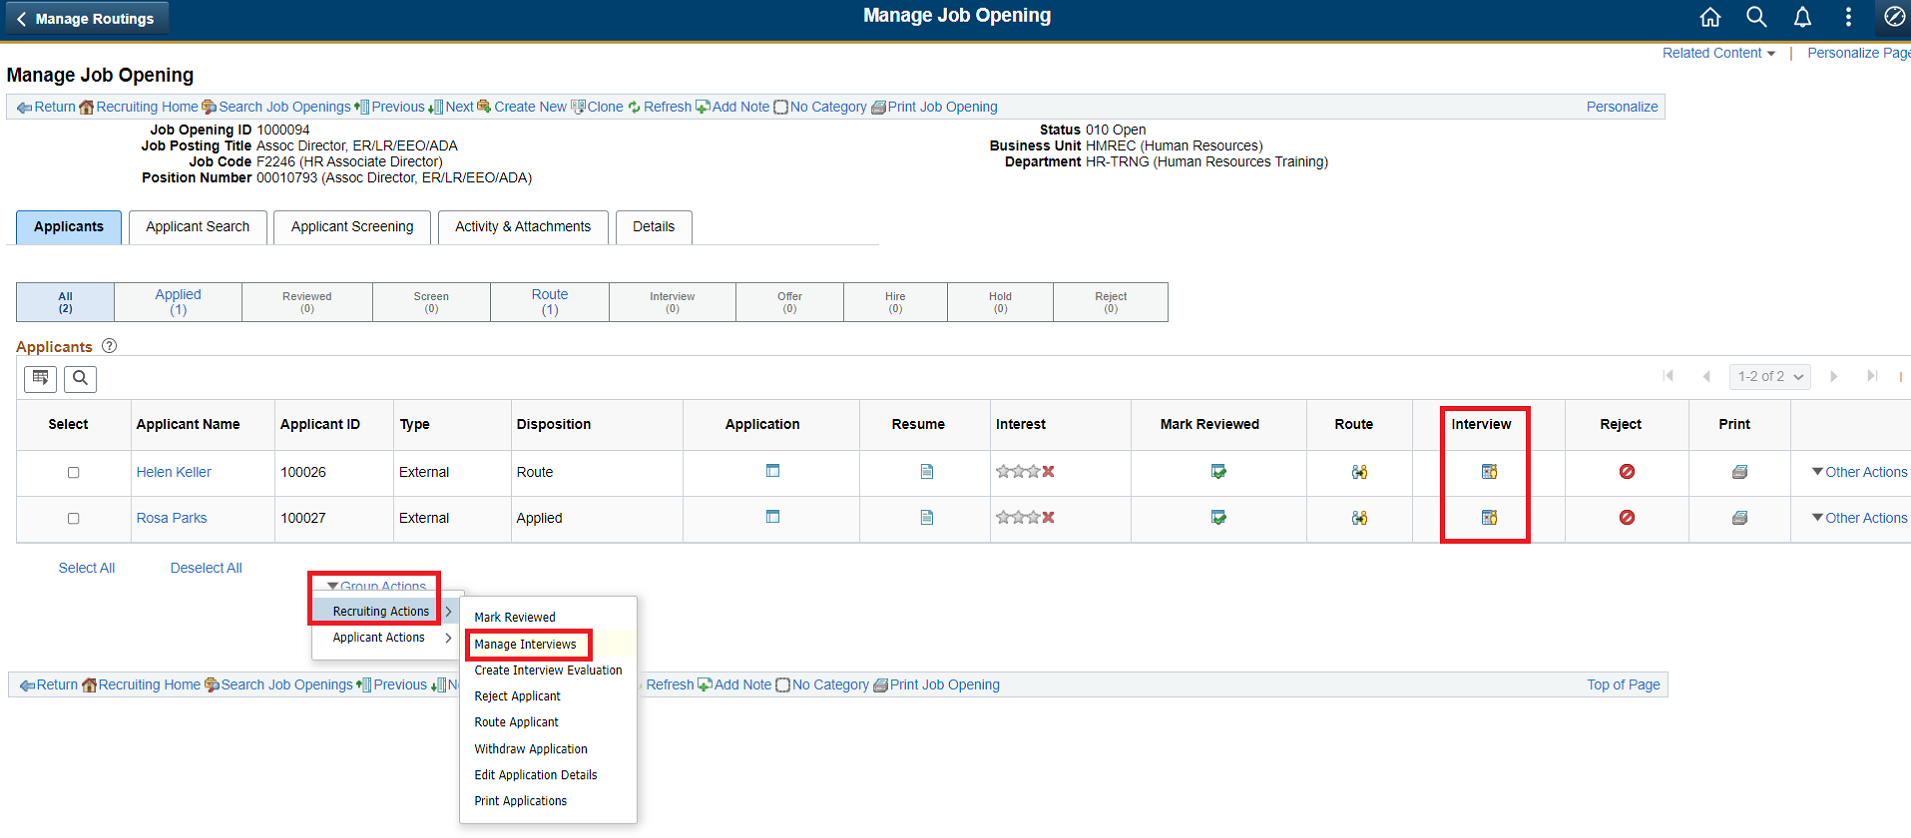 Manage Routings
Manage Job Opening
Related Content | Personalize Page
Manage Job Opening
Return Recruiting Home Search Job Openings Previous Next Create New Clone Refresh Add Note No Category Print Job Opening Personalize
Job Opening ID 1000094 Status 010 Open
Job Posting Title Assoc Director, ER/LR/EEO/ADA Business Unit HMREC (Human Resources)
Job Code F2246 (HR Associate Director) Department HR-TRNG (Human Resources Training)
Position Number 00010793 (Assoc Director, ER/LR/EEO/ADA)
Applicants Applicant Search Applicant Screening Activity & Attachments Details
All Applied Reviewed Screen Route Interview Offer Hire Hold Reject
(2) (1) (0) (0) (1) (0) (0) (0) (0) (0)
Applicants ?
1-2 of 2 |
Select Applicant Name Applicant ID Type Disposition Application Resume Interest Mark Reviewed Route Interview Reject Print
Helen Keller 100026 External Route Other Actions
Rosa Parks 100027 External Applied Other Actions
Select All Deselect All
Group Actions
Recruiting Actions
Applicant Actions
Mark Reviewed
Manage Interviews
Create Interview Evaluation
Reject Applicant
Route Applicant
Withdraw Application
Edit Application Details
Print Applications
Return Recruiting Home Search Job Openings Previous N Refresh Add Note No Category Print Job Opening Top of Page